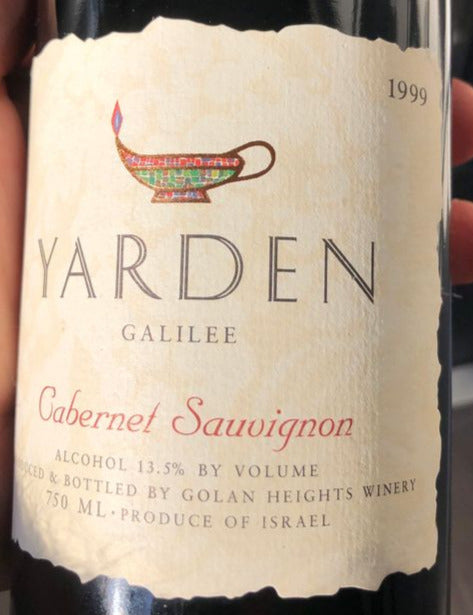 1999
YARDEN
GALILEE
Cabernet Sauvignon
ALCOHOL 13.5% BY VOLUME
& BOTTLED BY GOLAN HEIGHTS WINERY
750 ML • PRODUCE OF ISRAEL